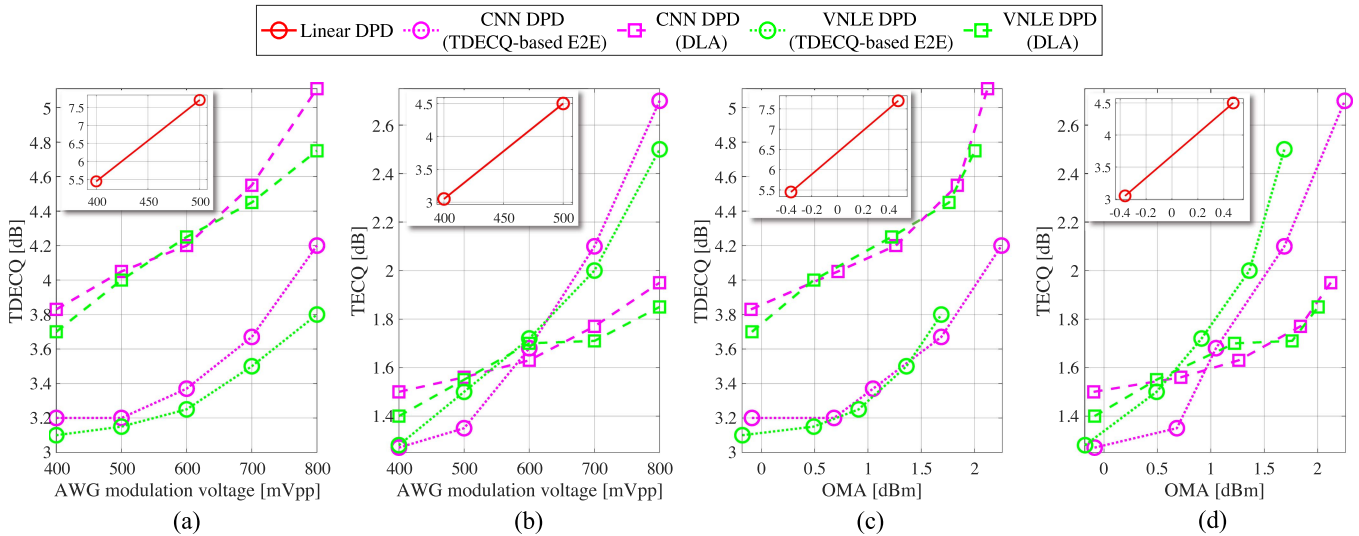 Linear DPD
CNN DPD
(TDECQ-based E2E)
CNN DPD
(DLA)
VNLE DPD
(TDECQ-based E2E)
VNLE DPD
(DLA)
TDECQ [dB]
5
4.8
4.6
4.4
4.2
4
3.8
3.6
3.4
3.2
3
400 500 600 700 800
AWG modulation voltage [mVpp]
7.5
7
6.5
6
5.5
400 450 500
(a)
TECQ [dB]
2.6
2.4
2.2
2
1.8
1.6
1.4
400 500 600 700 800
AWG modulation voltage [mVpp]
4.5
4
3.5
3
400 450 500
(b)
TDECQ [dB]
5
4.8
4.6
4.4
4.2
4
3.8
3.6
3.4
3.2
3
0 0.5 1 1.5 2
OMA [dBm]
7.5
7
6.5
6
5.5
-0.4 -0.2 0 0.2 0.4
(c)
TECQ [dB]
2.6
2.4
2.2
2
1.8
1.6
1.4
0 0.5 1 1.5 2
OMA [dBm]
4.5
4
3.5
3
-0.4 -0.2 0 0.2 0.4
(d)